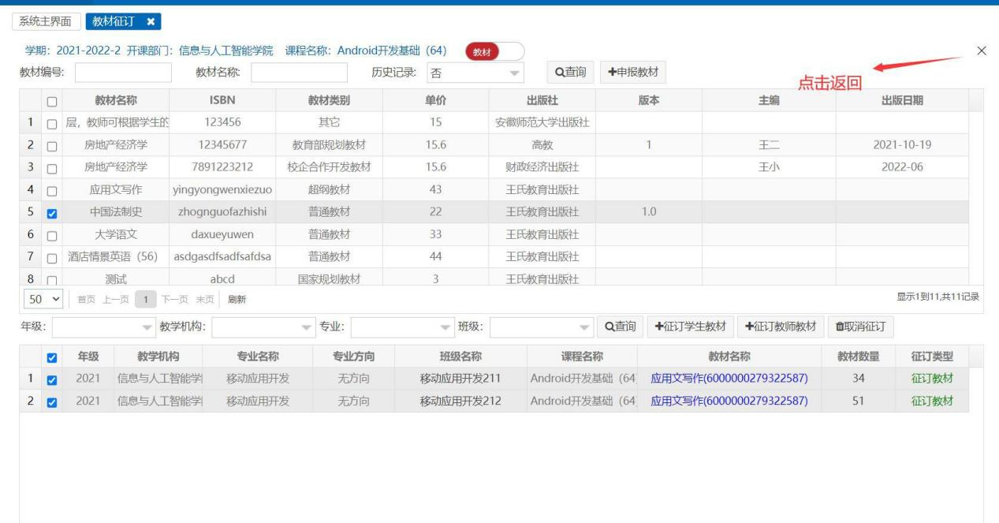 系统主界面 教材征订 ×
学期：2021-2022-2 开课部门：信息与人工智能学院 课程名称：Android开发基础（64） 教材
教材编号: 教材名称: 历史记录: 否 查询 申报教材
点击返回
教材名称 ISBN 教材类别 单价 出版社 版本 主编 出版日期
1 层，教师可根据学生的 123456 其它 15 安徽师范大学出版社
2 房地产经济学 12345677 教育部规划教材 15.6 高教 1 王二 2021-10-19
3 房地产经济学 7891223212 校企合作开发教材 15.6 财政经济出版社 王小 2022-06
4 应用文写作 yingyongwenxiezuo 超纲教材 43 王氏教育出版社
5 中国法制史 zhognguofazhishi 普通教材 22 王氏教育出版社 1.0
6 大学语文 daxueyuwen 普通教材 33 王氏教育出版社
7 酒店情景英语（56） asdgasdfsadfsafdsa 普通教材 44 王氏教育出版社
8 测试 abcd 国家规划教材 3 王氏教育出版社
50 首页 上一页 1 下一页 末页 刷新 显示1到11,共11记录
年级: 教学机构: 专业: 班级: 查询 征订学生教材 征订教师教材 取消征订
年级 教学机构 专业名称 专业方向 班级名称 课程名称 教材名称 教材数量 征订类型
1 2021 信息与人工智能学 移动应用开发 无方向 移动应用开发211 Android开发基础（64 应用文写作(6000000279322587) 34 征订教材
2 2021 信息与人工智能学 移动应用开发 无方向 移动应用开发212 Android开发基础（64 应用文写作(6000000279322587) 51 征订教材